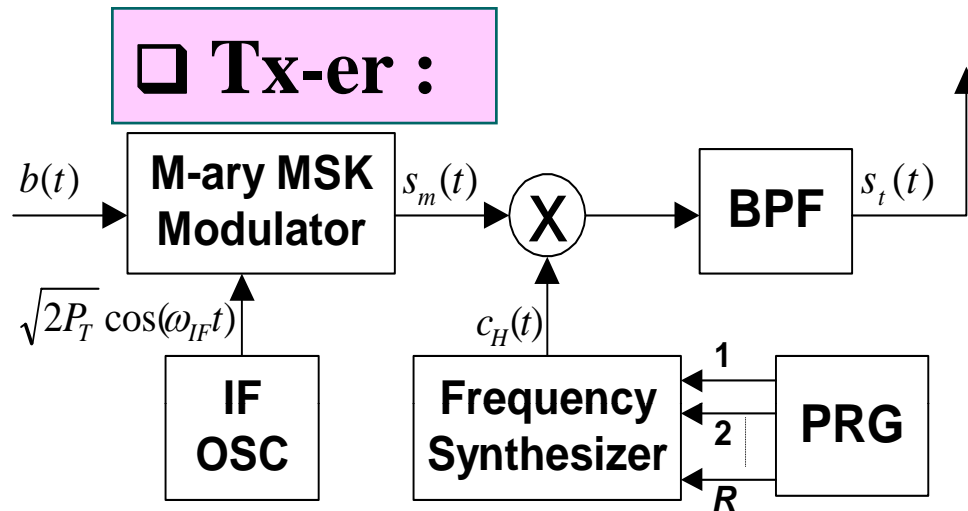 ❑ Tx-er :
b(t)
M-ary MSK
Modulator
s_m(t)
X
BPF
s_t(t)
√2P_T cos(ω_IF t)
c_H(t)
IF
OSC
Frequency
Synthesizer
1
2
R
PRG